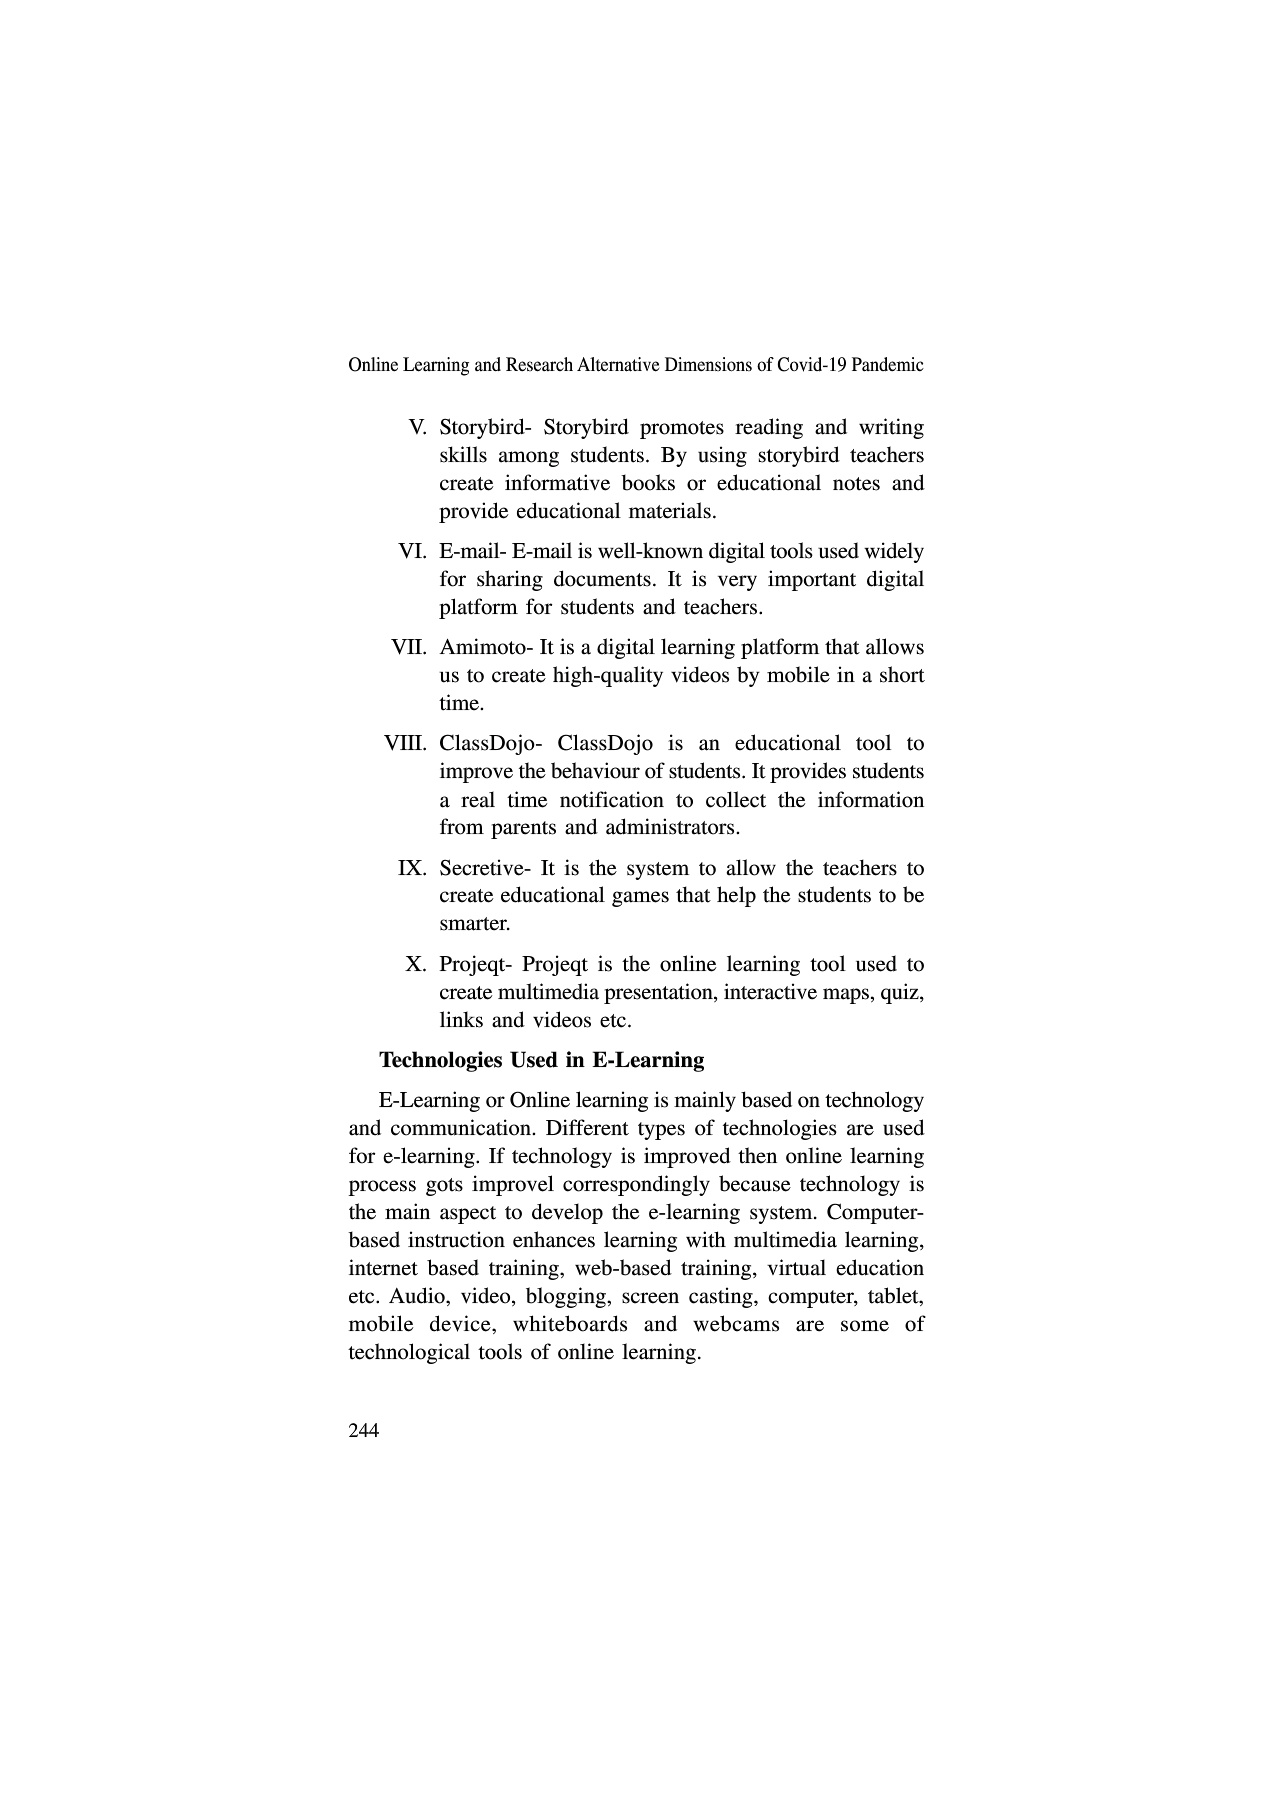 Online Learning and Research Alternative Dimensions of Covid-19 Pandemic
V. Storybird- Storybird promotes reading and writing
skills among students. By using storybird teachers
create informative books or educational notes and
provide educational materials.
VI. E-mail- E-mail is well-known digital tools used widely
for sharing documents. It is very important digital
platform for students and teachers.
VII. Amimoto- It is a digital learning platform that allows
us to create high-quality videos by mobile in a short
time.
VIII. ClassDojo- ClassDojo is an educational tool to
improve the behaviour of students. It provides students
a real time notification to collect the information
from parents and administrators.
IX. Secretive- It is the system to allow the teachers to
create educational games that help the students to be
smarter.
X. Projeqt- Projeqt is the online learning tool used to
create multimedia presentation, interactive maps, quiz,
links and videos etc.
Technologies Used in E-Learning
E-Learning or Online learning is mainly based on technology
and communication. Different types of technologies are used
for e-learning. If technology is improved then online learning
process gots improvel correspondingly because technology is
the main aspect to develop the e-learning system. Computer-
based instruction enhances learning with multimedia learning,
internet based training, web-based training, virtual education
etc. Audio, video, blogging, screen casting, computer, tablet,
mobile device, whiteboards and webcams are some of
technological tools of online learning.
244